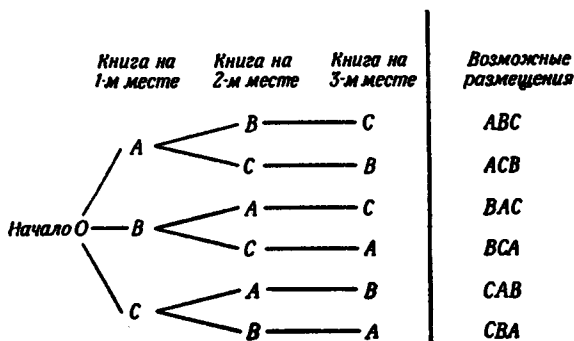 Книга на Книга на Книга на Возможные
1-м месте 2-м месте 3-м месте размещения
B C ABC
A
C B ACB
A C BAC
Начало O B
C A BCA
A B CAB
C
B A CBA